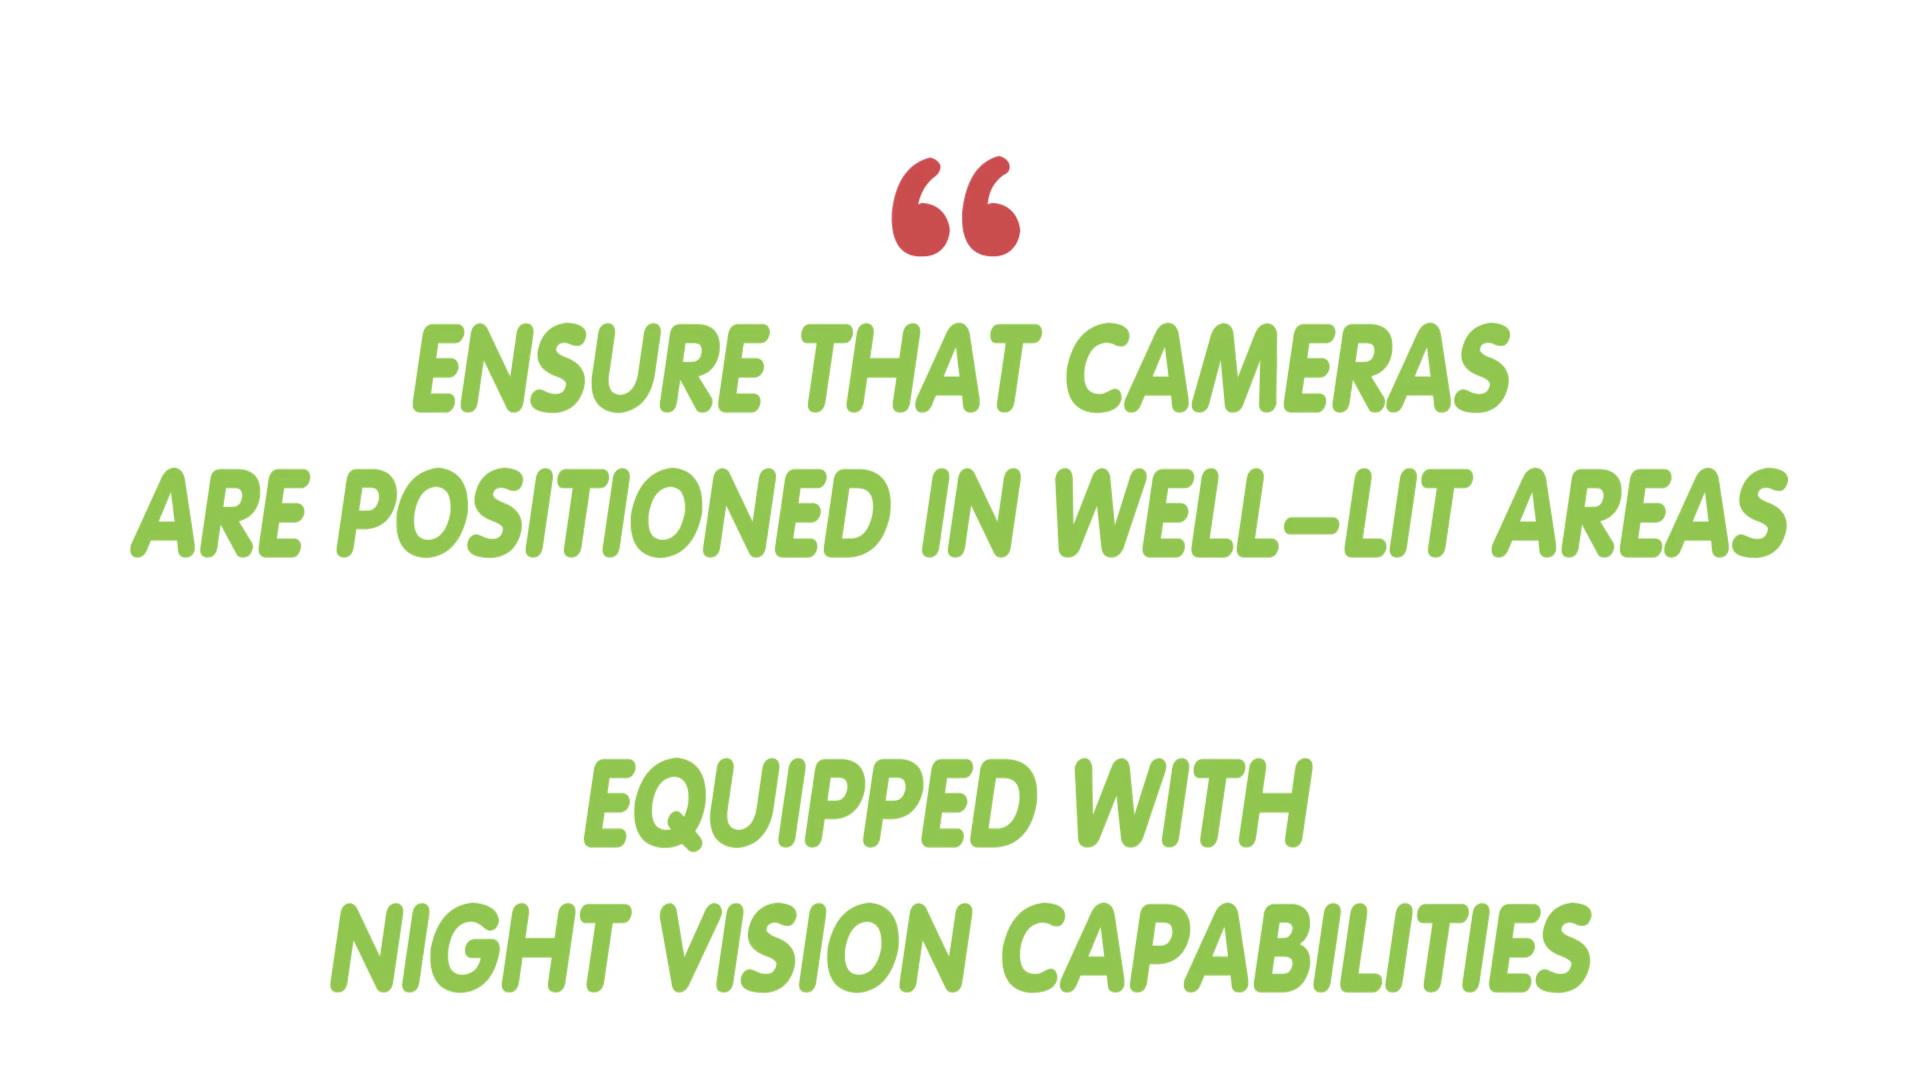 “
ENSURE THAT CAMERAS
ARE POSITIONED IN WELL-LIT AREAS
EQUIPPED WITH
NIGHT VISION CAPABILITIES